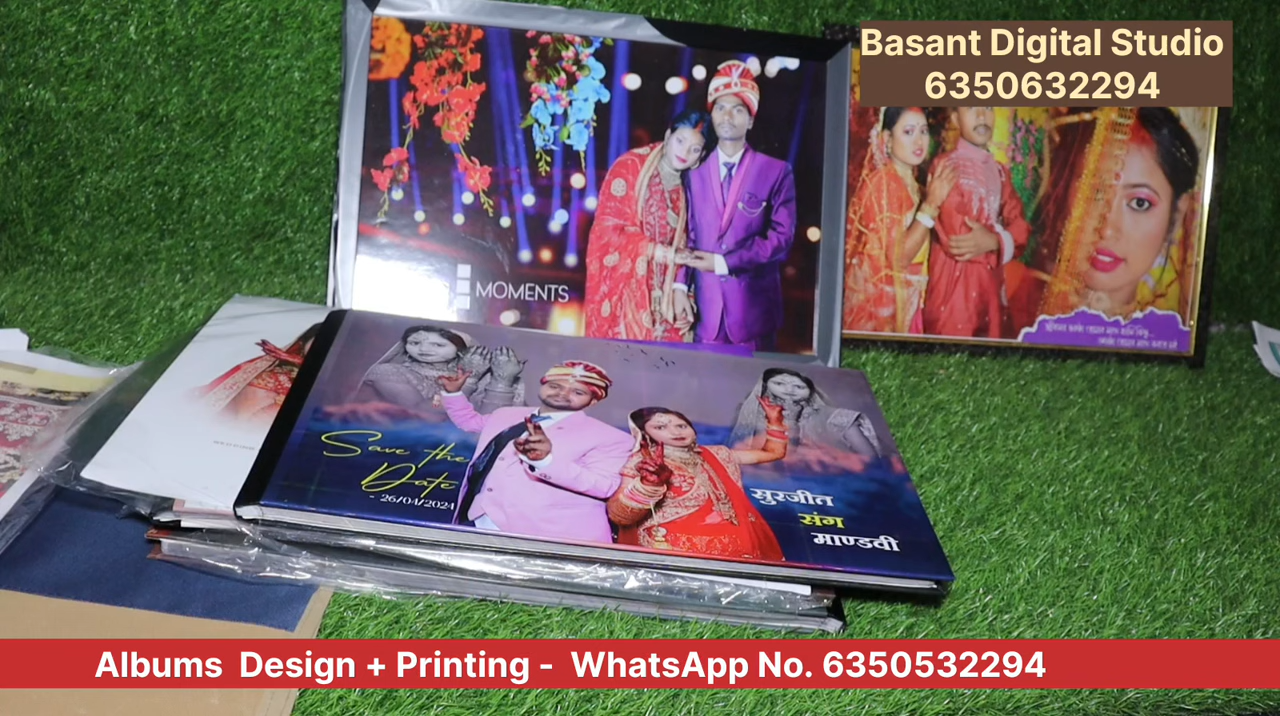 Basant Digital Studio
6350632294
MOMENTS
Save the
Date
- 26/04/2024
सुरजीत
संग
माण्डवी
Albums Design + Printing - WhatsApp No. 6350532294